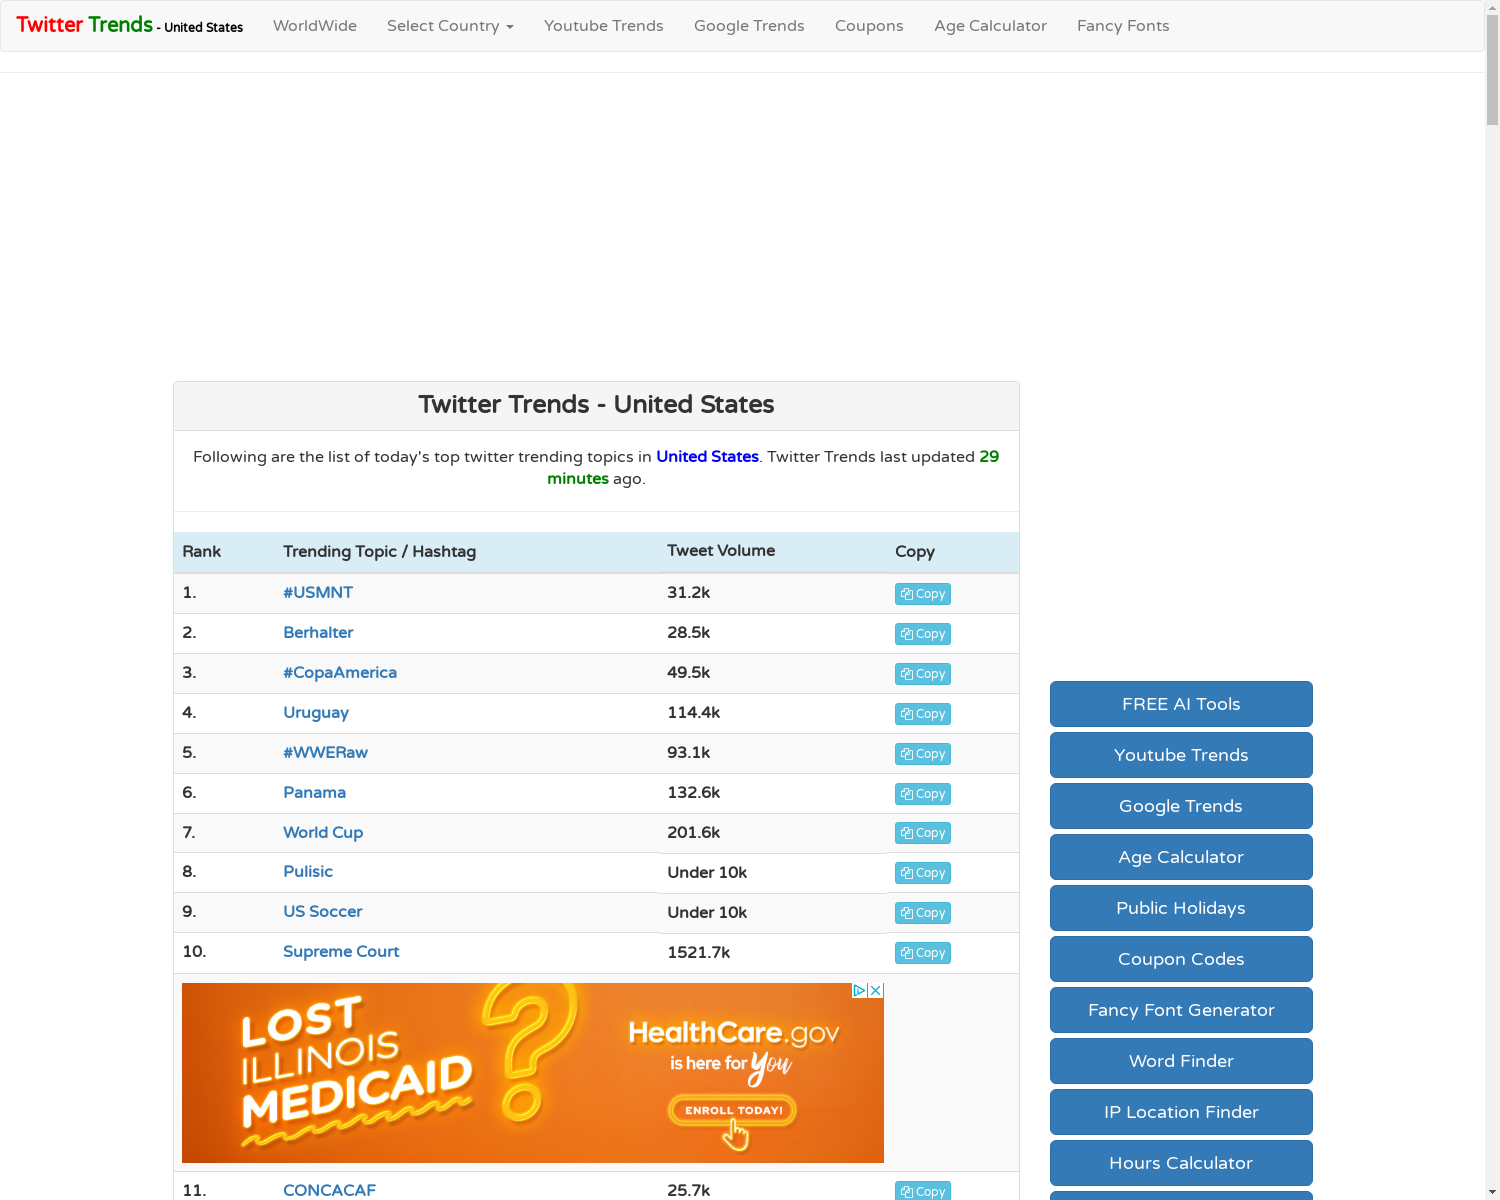 Twitter Trends - United States WorldWide Select Country Youtube Trends Google Trends Coupons Age Calculator Fancy Fonts
Twitter Trends - United States
Following are the list of today's top twitter trending topics in United States. Twitter Trends last updated 29
minutes ago.
Rank Trending Topic / Hashtag Tweet Volume Copy
1. #USMNT 31.2k Copy
2. Berhalter 28.5k Copy
3. #CopaAmerica 49.5k Copy
4. Uruguay 114.4k Copy
5. #WWERaw 93.1k Copy
6. Panama 132.6k Copy
7. World Cup 201.6k Copy
8. Pulisic Under 10k Copy
9. US Soccer Under 10k Copy
10. Supreme Court 1521.7k Copy
LOST
ILLINOIS
MEDICAID
?
HealthCare.gov
is here for You
ENROLL TODAY!
11. CONCACAF 25.7k Copy
FREE AI Tools
Youtube Trends
Google Trends
Age Calculator
Public Holidays
Coupon Codes
Fancy Font Generator
Word Finder
IP Location Finder
Hours Calculator